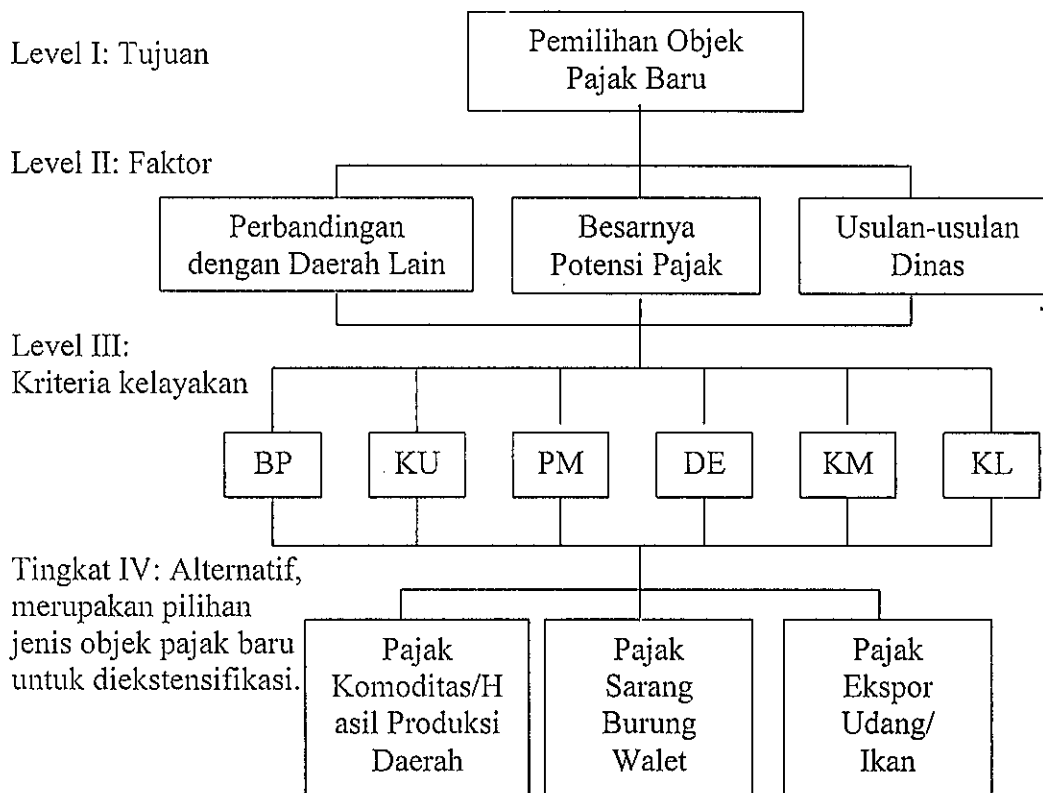 Level I: Tujuan
Pemilihan Objek
Pajak Baru
Level II: Faktor
Perbandingan
dengan Daerah Lain
Besarnya
Potensi Pajak
Usulan-usulan
Dinas
Level III:
Kriteria kelayakan
BP
KU
PM
DE
KM
KL
Tingkat IV: Alternatif,
merupakan pilihan
jenis objek pajak baru
untuk diekstensifikasi.
Pajak
Komoditas/H
asil Produksi
Daerah
Pajak
Sarang
Burung
Walet
Pajak
Ekspor
Udang/
Ikan